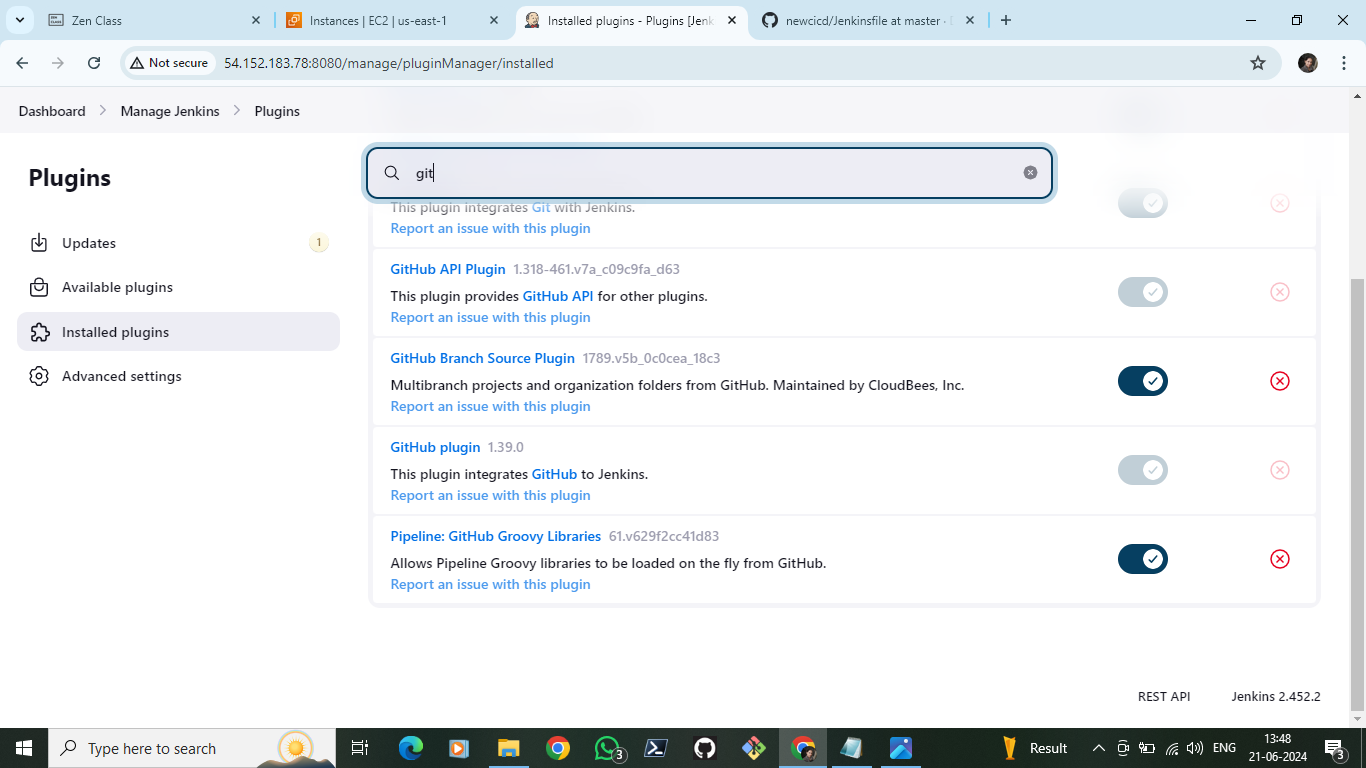 Zen Class
Instances | EC2 | us-east-1
Installed plugins - Plugins [Jenk
newcicd/Jenkinsfile at master ·
Not secure
54.152.183.78:8080/manage/pluginManager/installed
Dashboard
Manage Jenkins
Plugins
Plugins
git
Updates
1
Available plugins
Installed plugins
Advanced settings
This plugin integrates Git with Jenkins.
Report an issue with this plugin
GitHub API Plugin 1.318-461.v7a_c09c9fa_d63
This plugin provides GitHub API for other plugins.
Report an issue with this plugin
GitHub Branch Source Plugin 1789.v5b_0c0cea_18c3
Multibranch projects and organization folders from GitHub. Maintained by CloudBees, Inc.
Report an issue with this plugin
GitHub plugin 1.39.0
This plugin integrates GitHub to Jenkins.
Report an issue with this plugin
Pipeline: GitHub Groovy Libraries 61.v629f2cc41d83
Allows Pipeline Groovy libraries to be loaded on the fly from GitHub.
Report an issue with this plugin
REST API
Jenkins 2.452.2
Type here to search
3
Result
ENG
13:48
21-06-2024
3